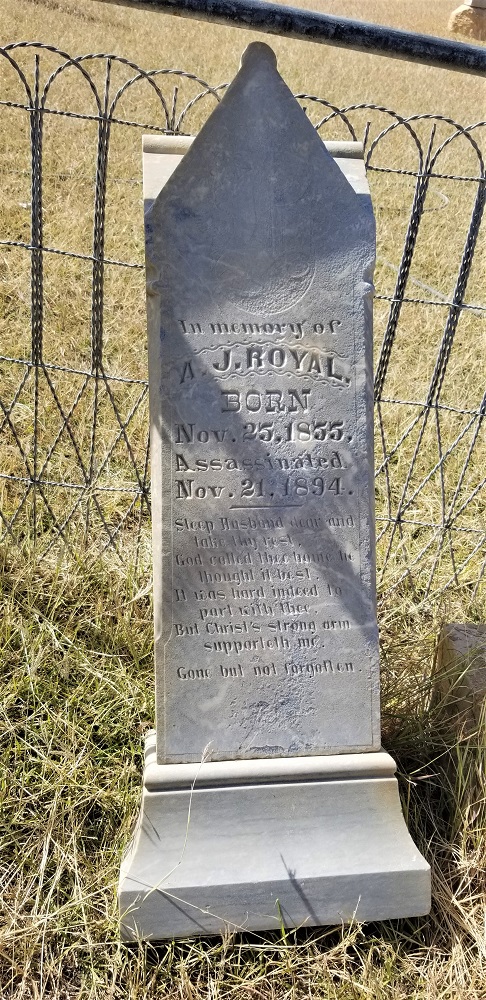 In memory of
A. J. ROYAL.
BORN
Nov. 25, 1855.
Assassinated
Nov. 21, 1894.
Sleep Husband dear and
take thy rest.
God called thee home he
thought it best.
It was hard indeed to
part with thee.
But Christ's strong arm
supporteth me.
Gone but not forgotten.